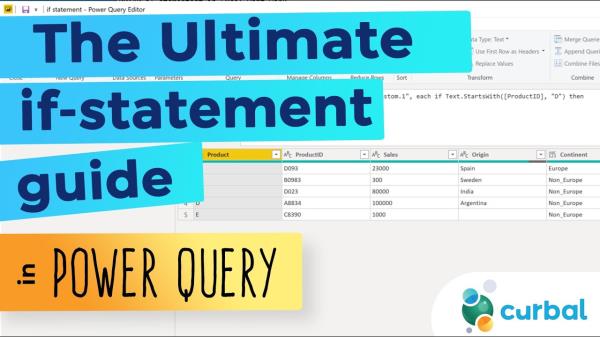 if statement - Power Query Editor
The Ultimate
if-statement
guide
in POWER QUERY
curbal
Data Type: Text
Merge Queries
Use First Row as Headers
Append Queries
Replace Values
Combine Files
New Query Data Sources Parameters Query Manage Columns Reduce Rows Sort Transform Combine
each if Text.StartsWith([ProductID], "D") then
Product ProductID Sales Origin Continent
D093 23000 Spain Europe
B0983 300 Sweden Non_Europe
D023 80000 India Non_Europe
4 D A8834 100000 Argentina Non_Europe
5 E C8390 1000 Non_Europe